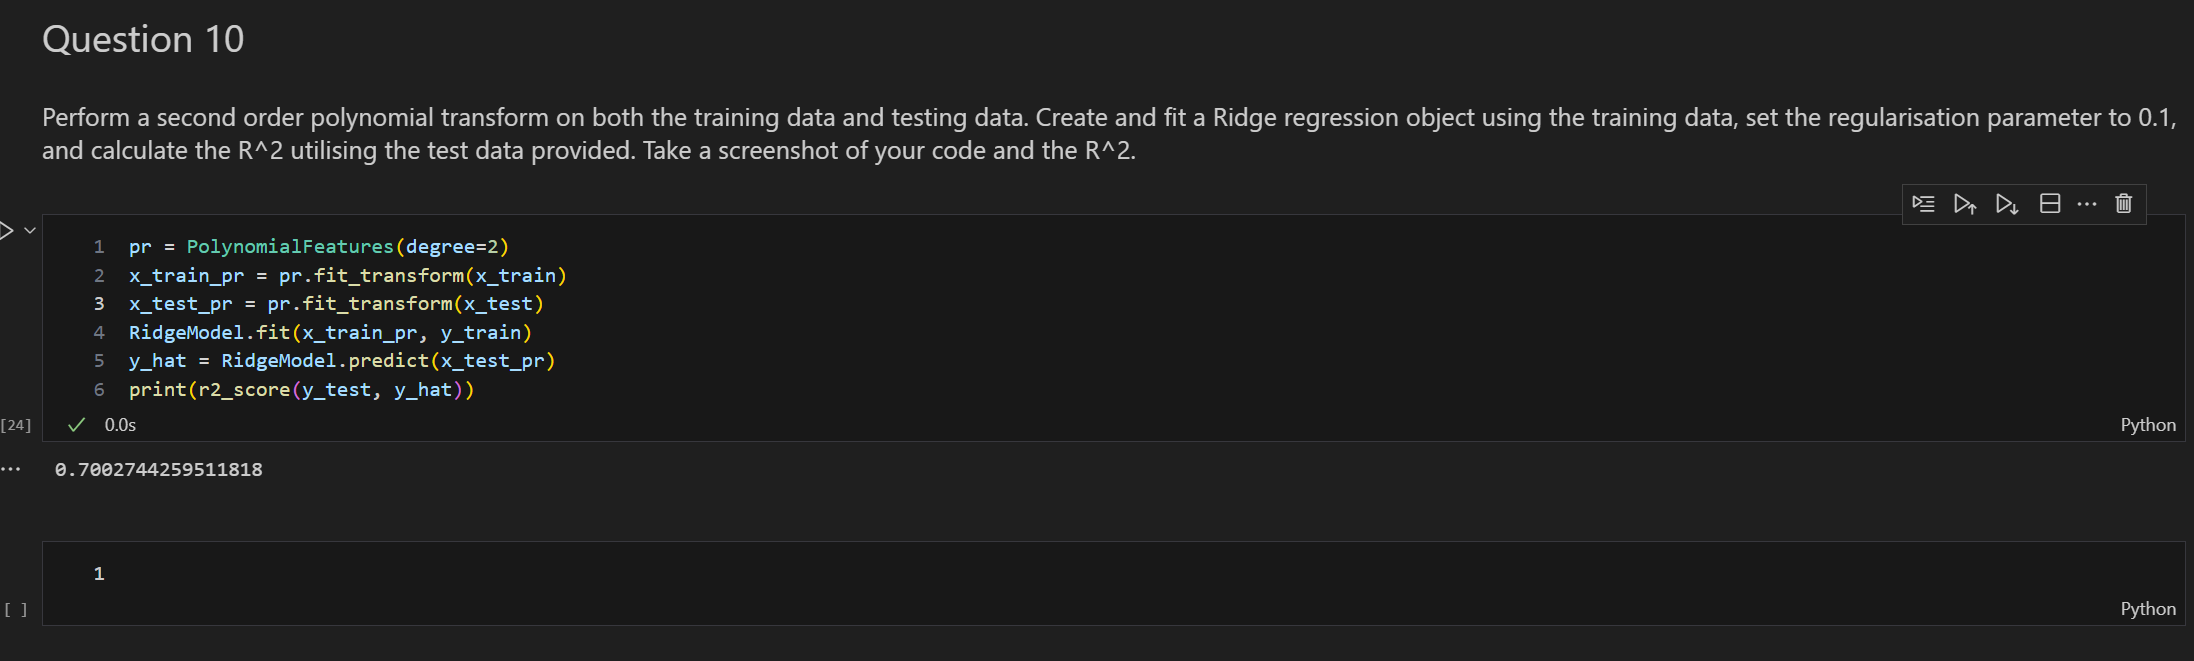 Question 10
Perform a second order polynomial transform on both the training data and testing data. Create and fit a Ridge regression object using the training data, set the regularisation parameter to 0.1,
and calculate the R^2 utilising the test data provided. Take a screenshot of your code and the R^2.
1 pr = PolynomialFeatures(degree=2)
2 x_train_pr = pr.fit_transform(x_train)
3 x_test_pr = pr.fit_transform(x_test)
4 RidgeModel.fit(x_train_pr, y_train)
5 y_hat = RidgeModel.predict(x_test_pr)
6 print(r2_score(y_test, y_hat))
[24] 0.0s Python
0.7002744259511818
1
[ ] Python